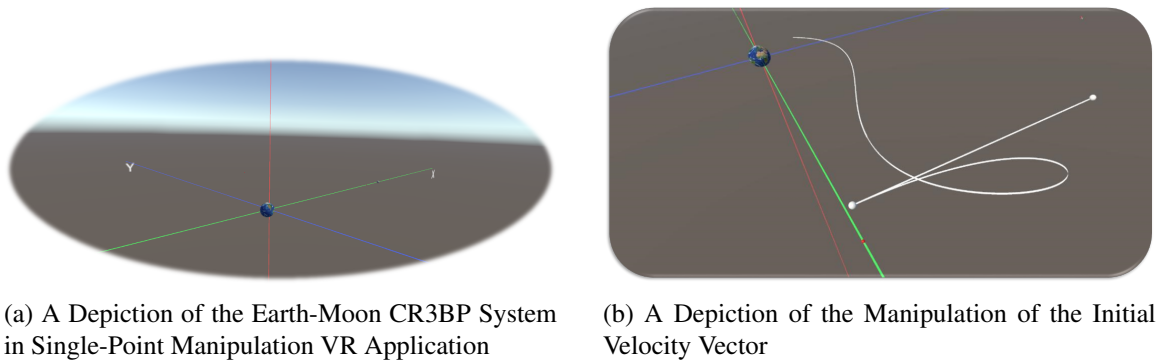 Y
(a) A Depiction of the Earth-Moon CR3BP System
in Single-Point Manipulation VR Application
(b) A Depiction of the Manipulation of the Initial
Velocity Vector